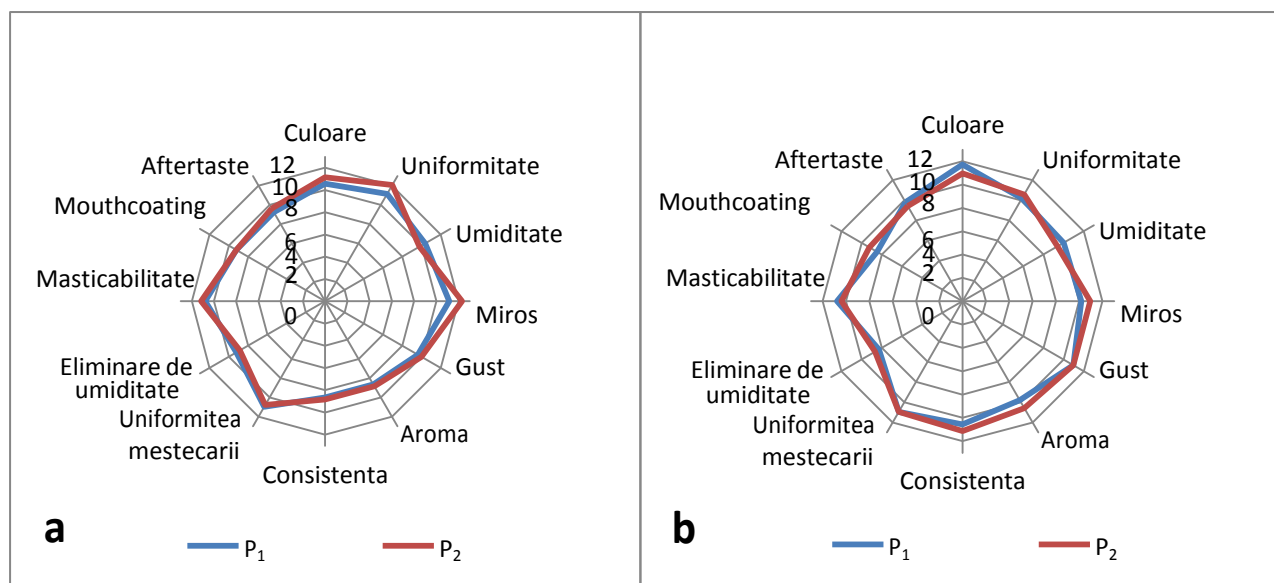 Culoare
Uniformitate
Umiditate
Miros
Gust
Aroma
Consistenta
Uniformitea
mestecarii
Eliminare de
umiditate
Masticabilitate
Mouthcoating
Aftertaste
12
10
8
6
4
2
0
a
P₁
P₂
Culoare
Uniformitate
Umiditate
Miros
Gust
Aroma
Consistenta
Uniformitea
mestecarii
Eliminare de
umiditate
Masticabilitate
Mouthcoating
Aftertaste
12
10
8
6
4
2
0
b
P₁
P₂